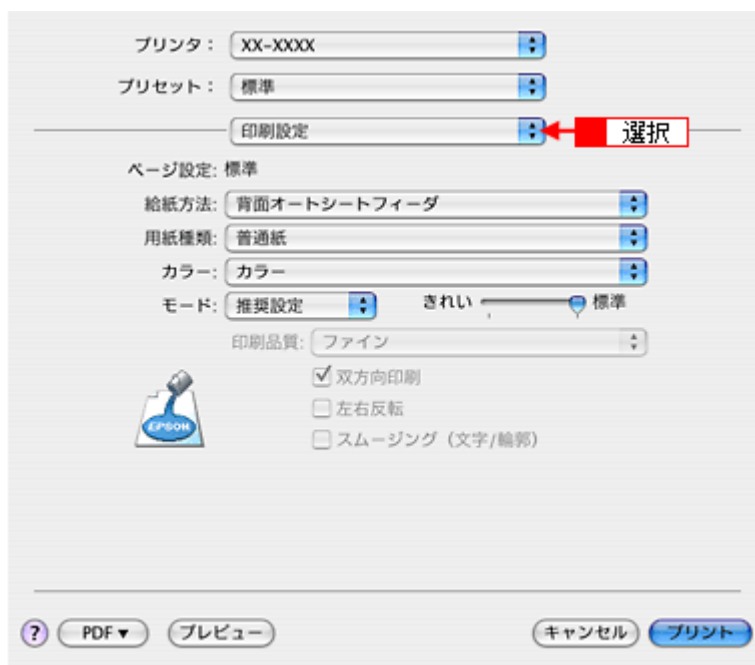 プリンタ： XX-XXXX
プリセット： 標準
印刷設定 選択
ページ設定: 標準
給紙方法: 背面オートシートフィーダ
用紙種類: 普通紙
カラー: カラー
モード: 推奨設定 きれい 標準
印刷品質: ファイン
双方向印刷
左右反転
EPSON
スムージング（文字/輪郭）
? PDF▼ プレビュー キャンセル プリント